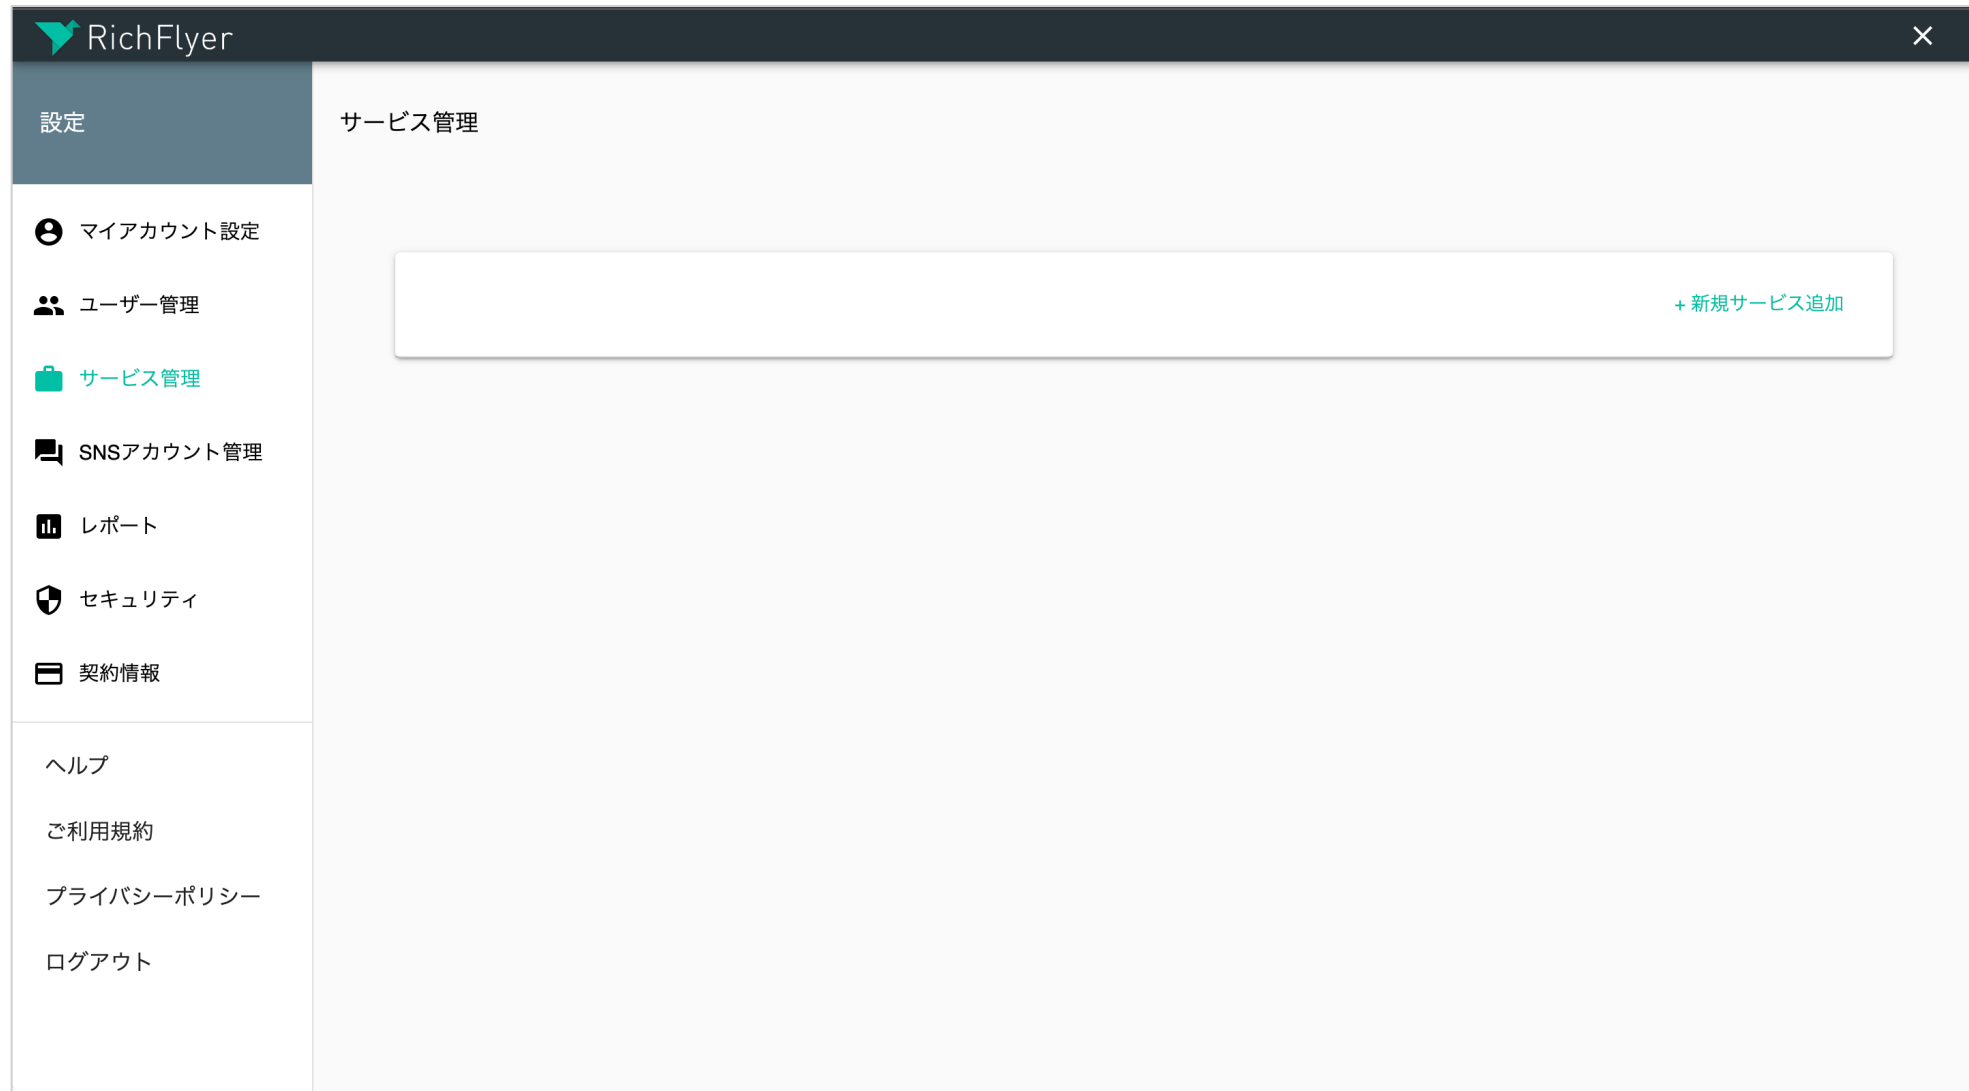 RichFlyer
設定
サービス管理
マイアカウント設定
ユーザー管理
サービス管理
SNSアカウント管理
レポート
セキュリティ
契約情報
ヘルプ
ご利用規約
プライバシーポリシー
ログアウト
+ 新規サービス追加